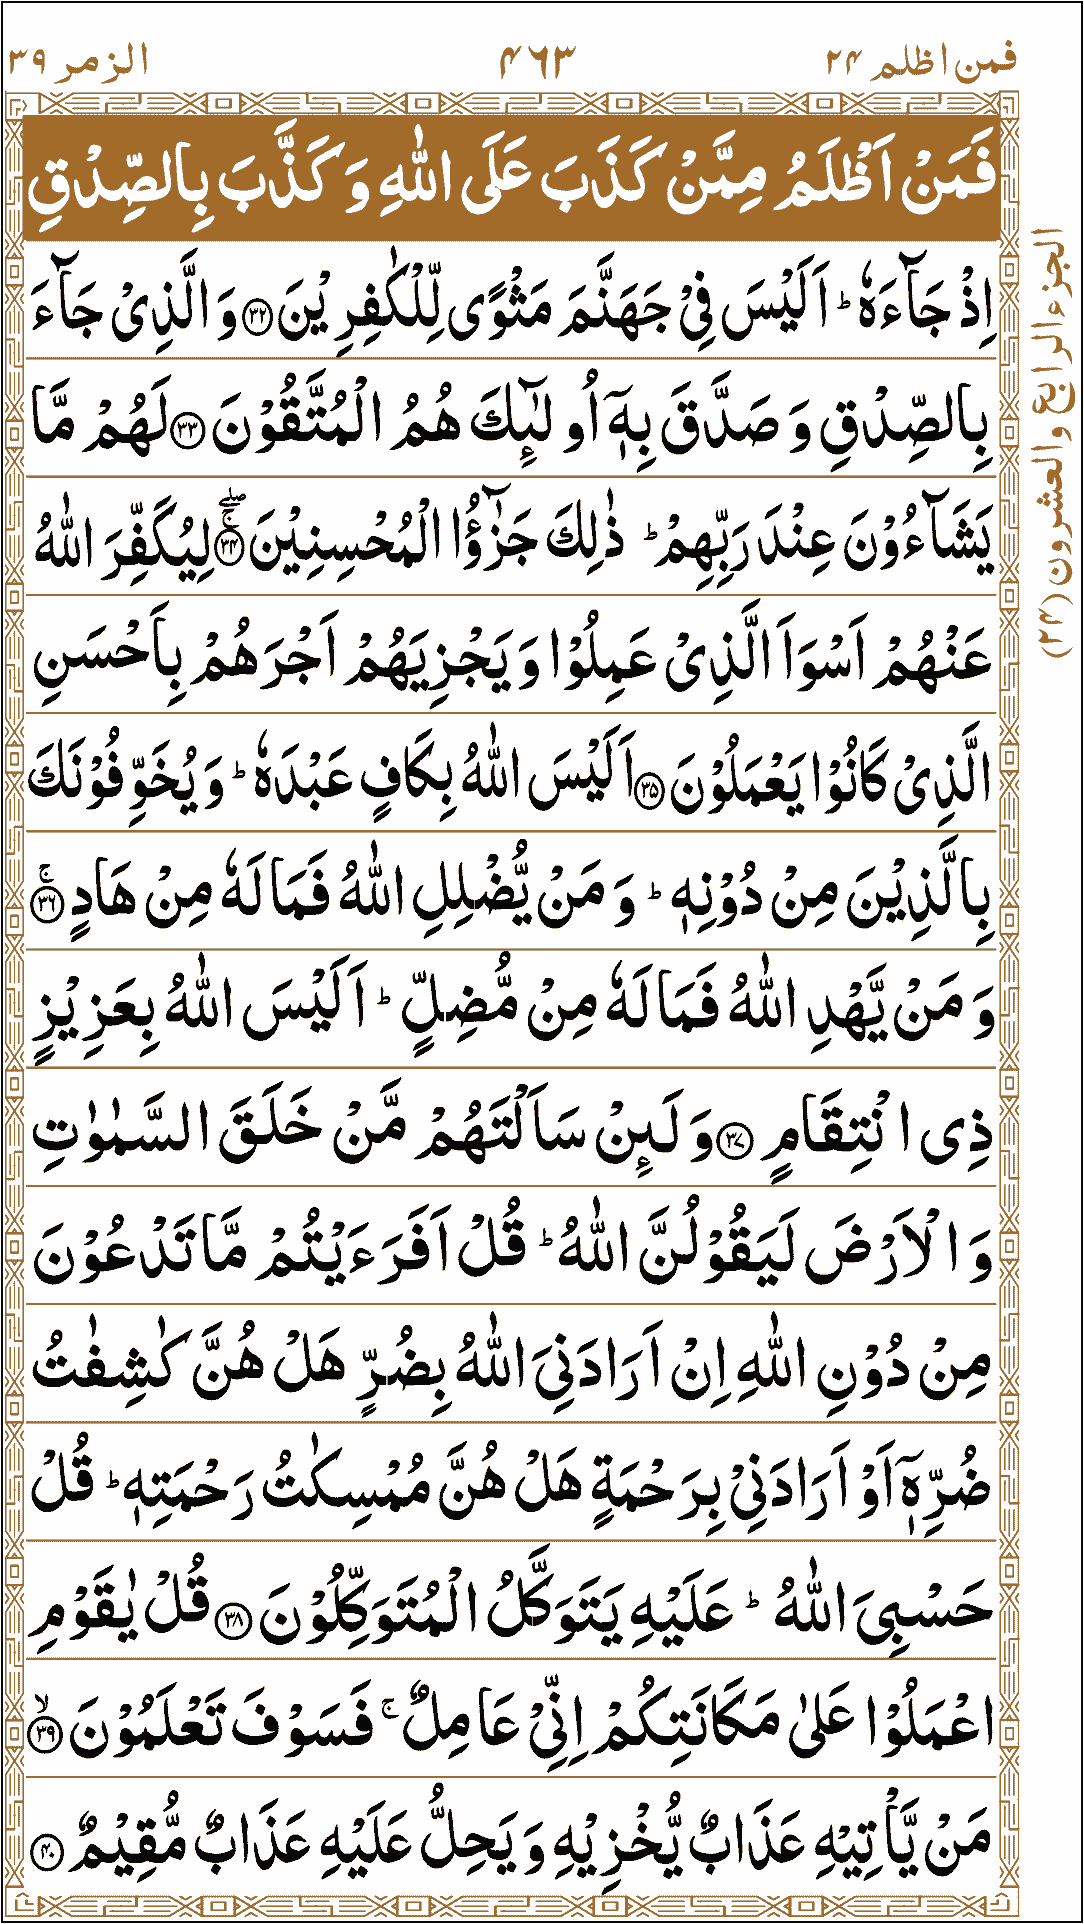 فمن اظلم ۲۴ ۴۶۳ الزمر ۳۹
فَمَنْ اَظْلَمُ مِمَّنْ كَذَبَ عَلَى اللّٰهِ وَ كَذَّبَ بِالصِّدْقِ
اِذْ جَآءَهٗ ؕ اَلَيْسَ فِيْ جَهَنَّمَ مَثْوًى لِّلْكٰفِرِيْنَ ۝۳۲ وَ الَّذِيْ جَآءَ
بِالصِّدْقِ وَ صَدَّقَ بِهٖۤ اُولٰٓىِٕكَ هُمُ الْمُتَّقُوْنَ ۝۳۳ لَهُمْ مَّا
يَشَآءُوْنَ عِنْدَ رَبِّهِمْ ؕ ذٰلِكَ جَزٰٓؤُا الْمُحْسِنِيْنَ ۝۳۴ ۚۖ لِيُكَفِّرَ اللّٰهُ
عَنْهُمْ اَسْوَاَ الَّذِيْ عَمِلُوْا وَ يَجْزِيَهُمْ اَجْرَهُمْ بِاَحْسَنِ
الَّذِيْ كَانُوْا يَعْمَلُوْنَ ۝۳۵ اَلَيْسَ اللّٰهُ بِكَافٍ عَبْدَهٗ ؕ وَ يُخَوِّفُوْنَكَ
بِالَّذِيْنَ مِنْ دُوْنِهٖ ؕ وَ مَنْ يُّضْلِلِ اللّٰهُ فَمَا لَهٗ مِنْ هَادٍ ۝۳۶ ۚ
وَ مَنْ يَّهْدِ اللّٰهُ فَمَا لَهٗ مِنْ مُّضِلٍّ ؕ اَلَيْسَ اللّٰهُ بِعَزِيْزٍ
ذِي انْتِقَامٍ ۝۳۷ وَ لَىِٕنْ سَاَلْتَهُمْ مَّنْ خَلَقَ السَّمٰوٰتِ
وَ الْاَرْضَ لَيَقُوْلُنَّ اللّٰهُ ؕ قُلْ اَفَرَءَيْتُمْ مَّا تَدْعُوْنَ
مِنْ دُوْنِ اللّٰهِ اِنْ اَرَادَنِيَ اللّٰهُ بِضُرٍّ هَلْ هُنَّ كٰشِفٰتُ
ضُرِّهٖۤ اَوْ اَرَادَنِيْ بِرَحْمَةٍ هَلْ هُنَّ مُمْسِكٰتُ رَحْمَتِهٖ ؕ قُلْ
حَسْبِيَ اللّٰهُ ؕ عَلَيْهِ يَتَوَكَّلُ الْمُتَوَكِّلُوْنَ ۝۳۸ قُلْ يٰقَوْمِ
اعْمَلُوْا عَلٰى مَكَانَتِكُمْ اِنِّيْ عَامِلٌ ۚ فَسَوْفَ تَعْلَمُوْنَ ۝۳۹ ۙ
مَنْ يَّاْتِيْهِ عَذَابٌ يُّخْزِيْهِ وَ يَحِلُّ عَلَيْهِ عَذَابٌ مُّقِيْمٌ ۝۴۰
الجزء الرابع والعشرون (۲۴)